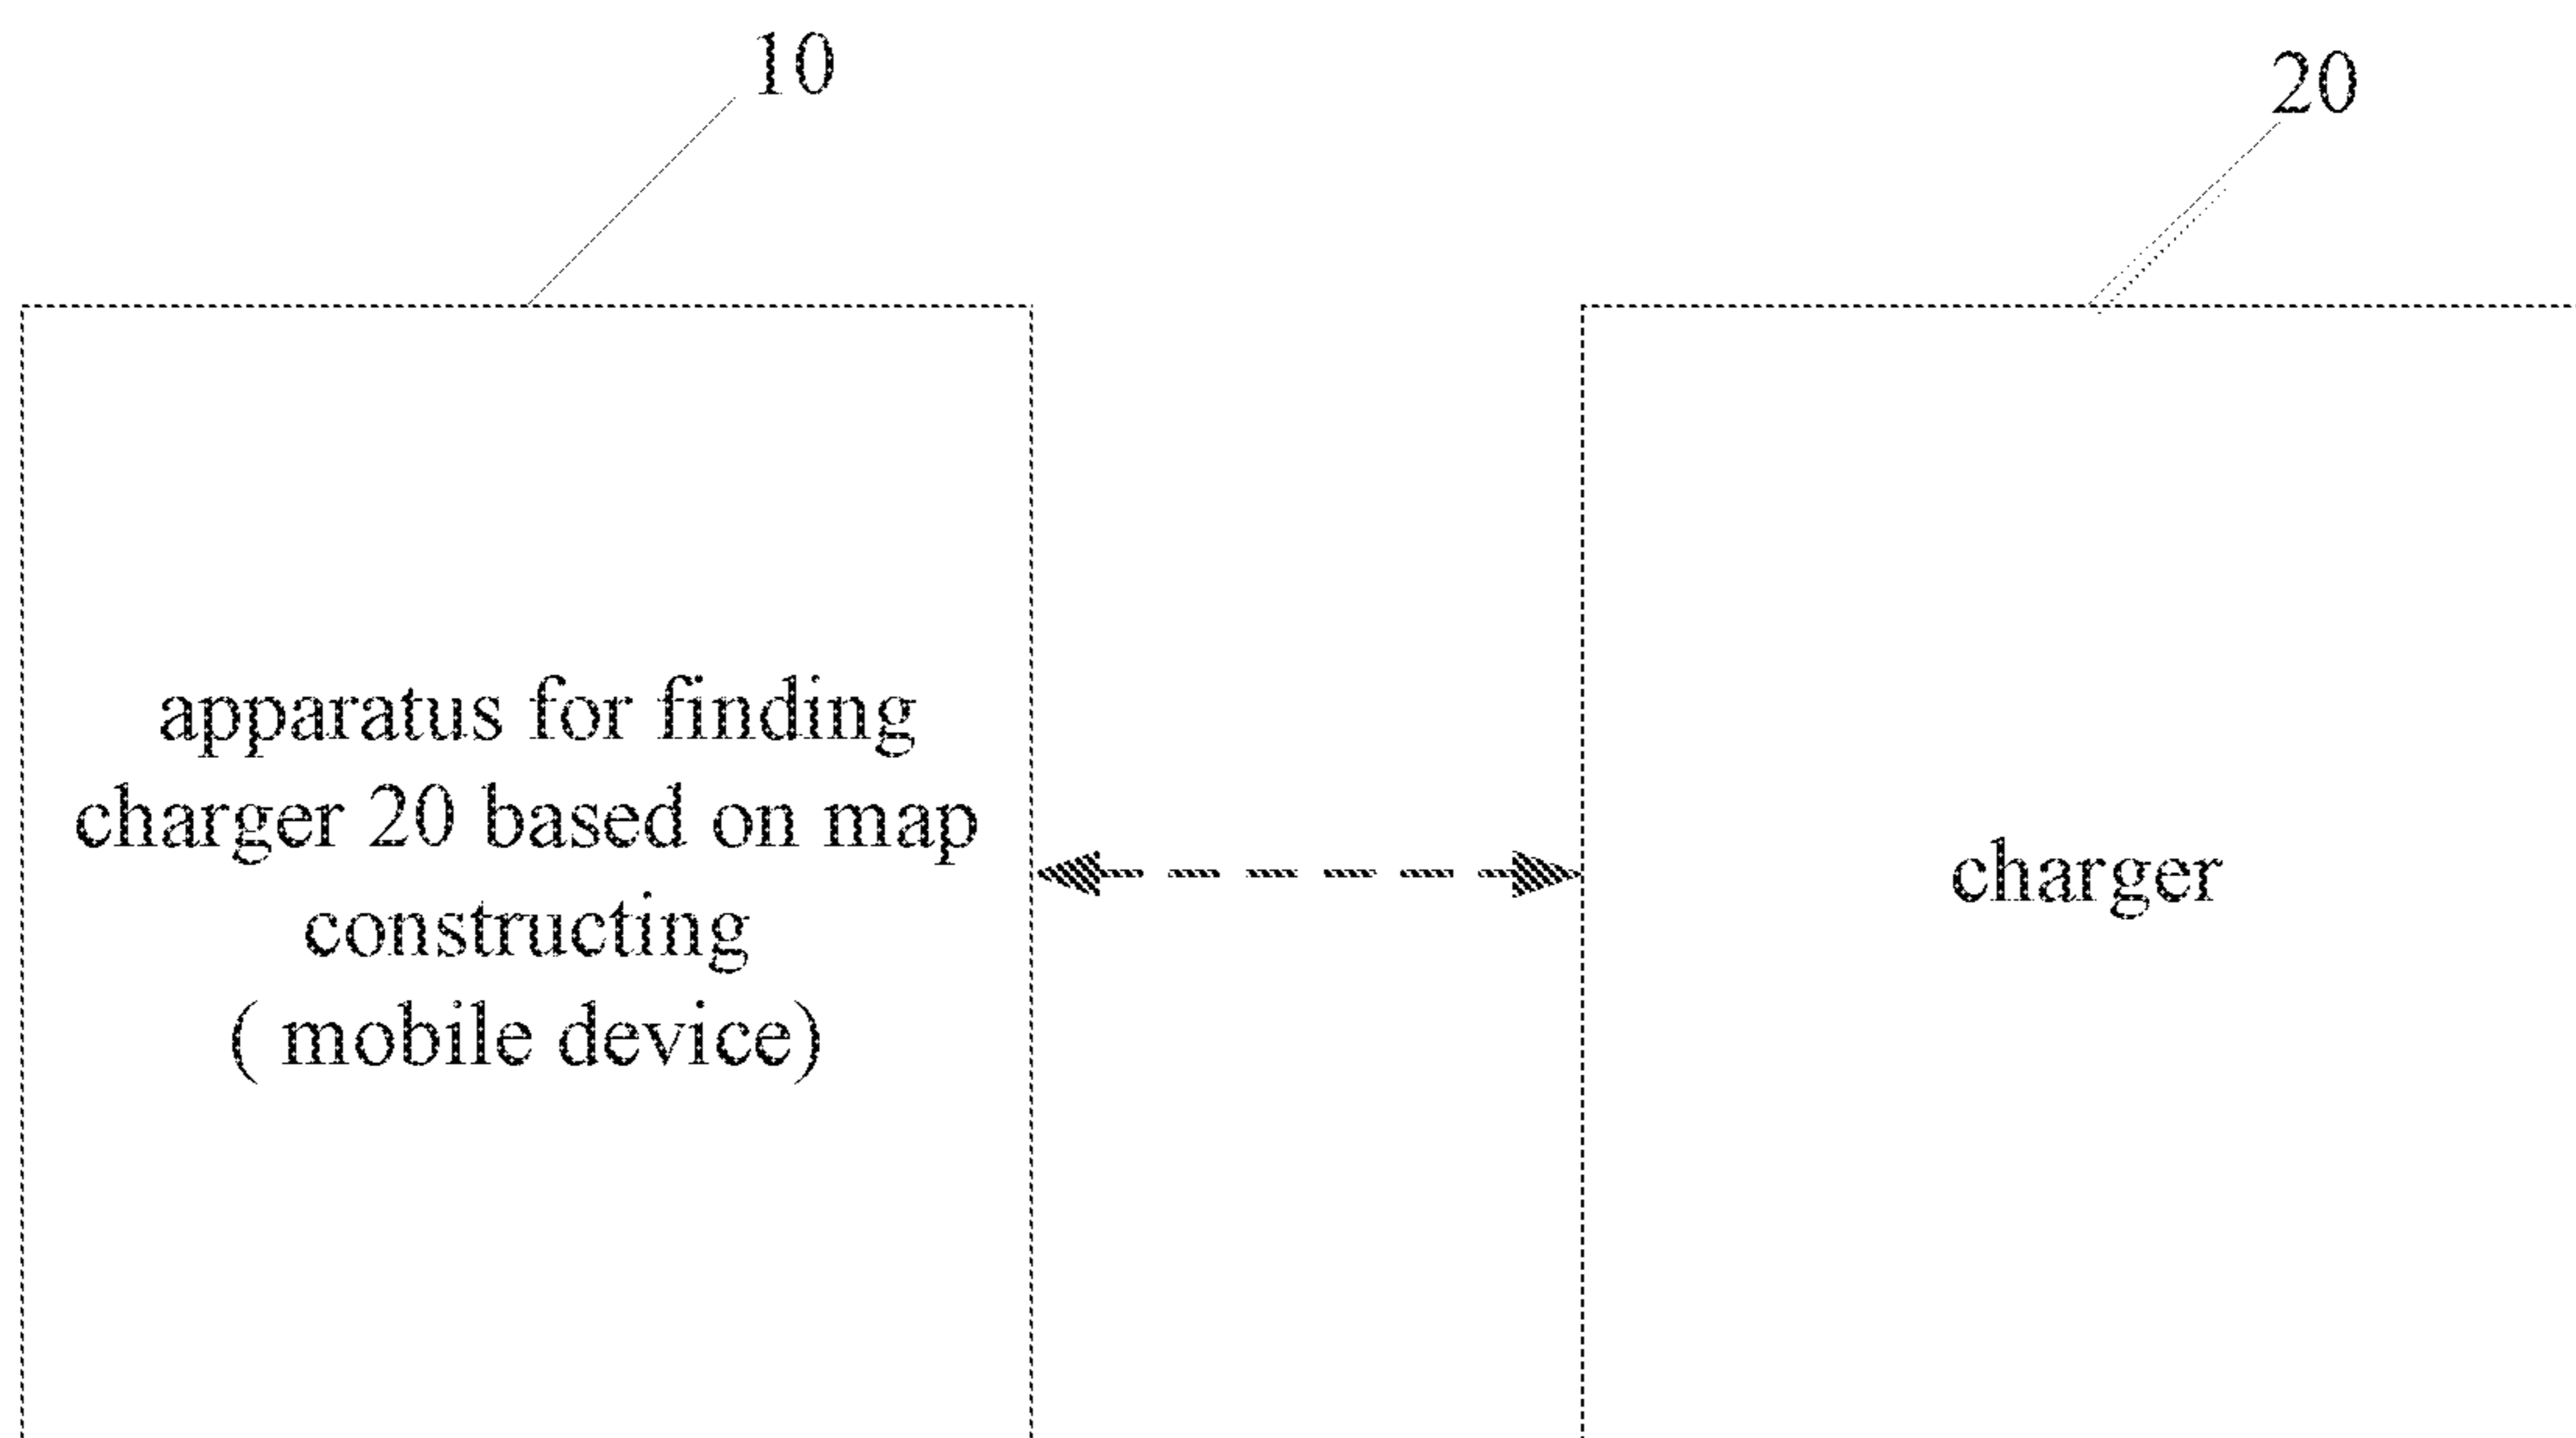 10
20
apparatus for finding
charger 20 based on map
constructing
( mobile device)
charger